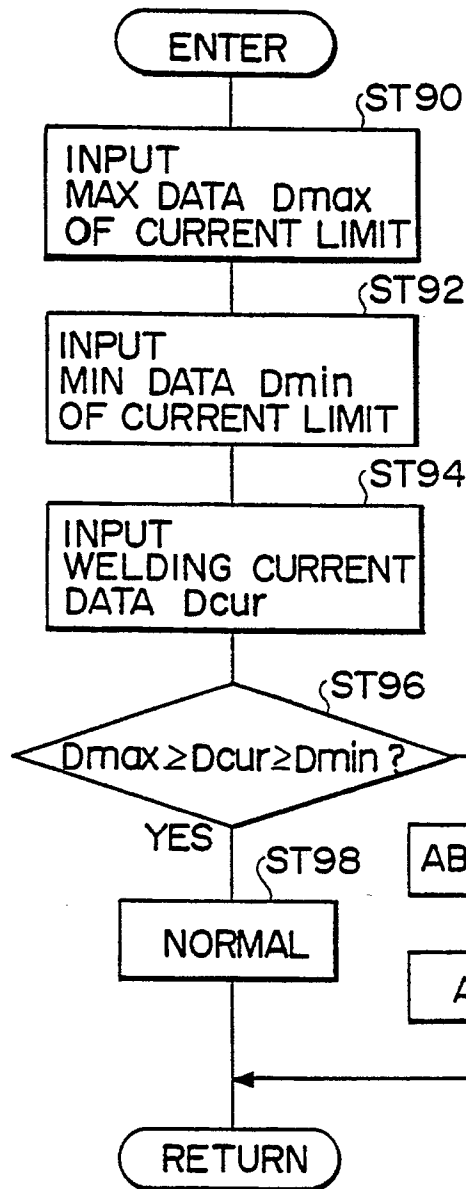 ENTER
ST90
INPUT
MAX DATA Dmax
OF CURRENT LIMIT
ST92
INPUT
MIN DATA Dmin
OF CURRENT LIMIT
ST94
INPUT
WELDING CURRENT
DATA Dcur
ST96
Dmax≥Dcur≥Dmin?
YES
ST98
AB
NORMAL
A
RETURN